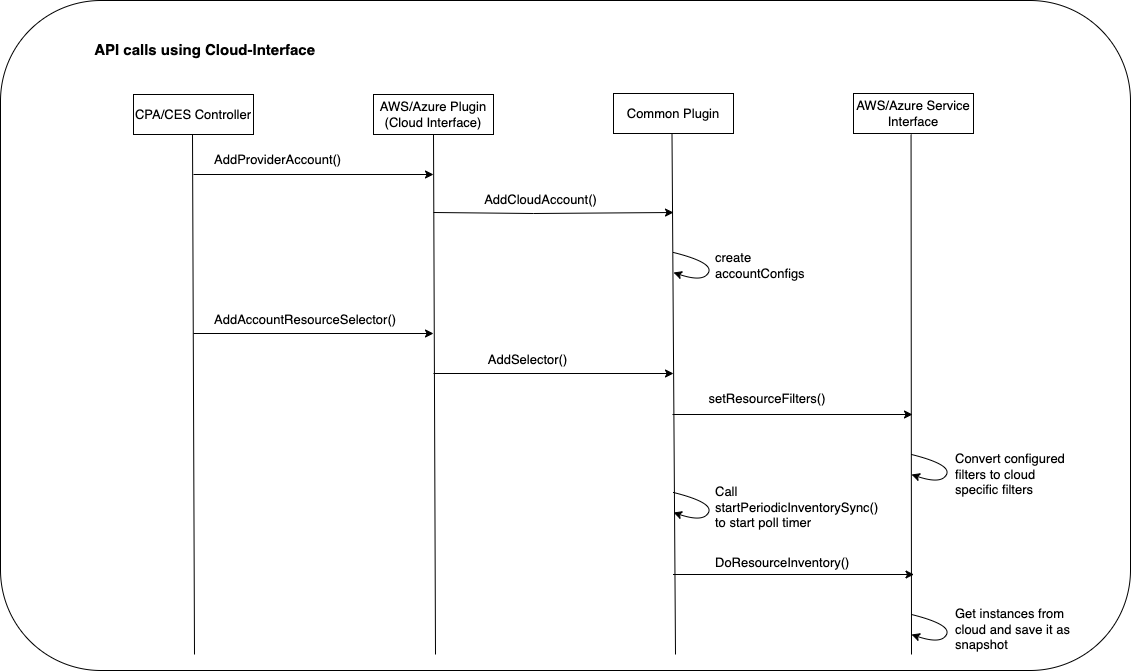 API calls using Cloud-Interface
CPA/CES Controller
AWS/Azure Plugin
(Cloud Interface)
Common Plugin
AWS/Azure Service
Interface
AddProviderAccount()
AddCloudAccount()
create
accountConfigs
AddAccountResourceSelector()
AddSelector()
setResourceFilters()
Convert configured
filters to cloud
specific filters
Call
startPeriodicInventorySync()
to start poll timer
DoResourceInventory()
Get instances from
cloud and save it as
snapshot